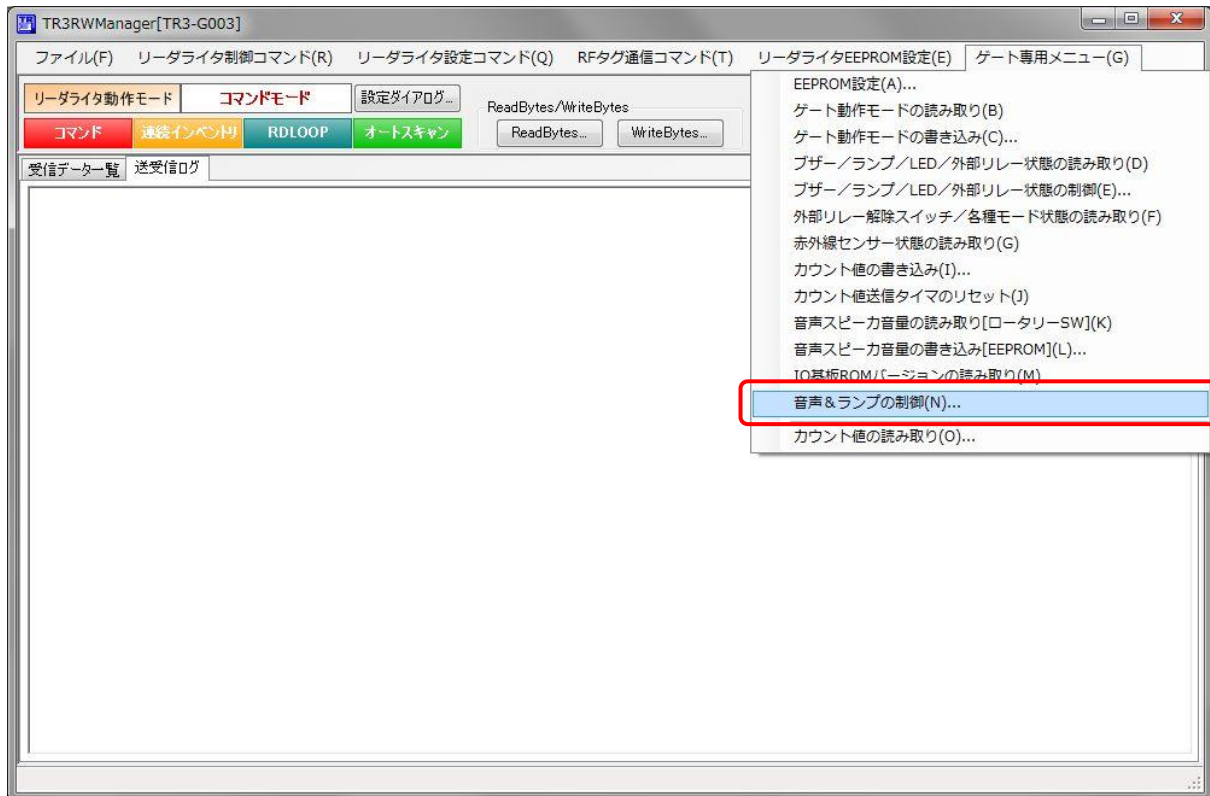 TR3RWManager[TR3-G003]
ファイル(F) リーダライタ制御コマンド(R) リーダライタ設定コマンド(Q) RFタグ通信コマンド(T) リーダライタEEPROM設定(E) ゲート専用メニュー(G)
リーダライタ動作モード コマンドモード 設定ダイアログ...
ReadBytes/WriteBytes
コマンド 連続インベントリ RDLOOP オートスキャン ReadBytes... WriteBytes...
受信データ一覧 送受信ログ
EEPROM設定(A)...
ゲート動作モードの読み取り(B)
ゲート動作モードの書き込み(C)...
ブザー／ランプ／LED／外部リレー状態の読み取り(D)
ブザー／ランプ／LED／外部リレー状態の制御(E)...
外部リレー解除スイッチ／各種モード状態の読み取り(F)
赤外線センサー状態の読み取り(G)
カウント値の書き込み(I)...
カウント値送信タイマのリセット(J)
音声スピーカ音量の読み取り[ロータリーSW](K)
音声スピーカ音量の書き込み[EEPROM](L)...
IO基板ROMバージョンの読み取り(M)
音声＆ランプの制御(N)...
カウント値の読み取り(O)...